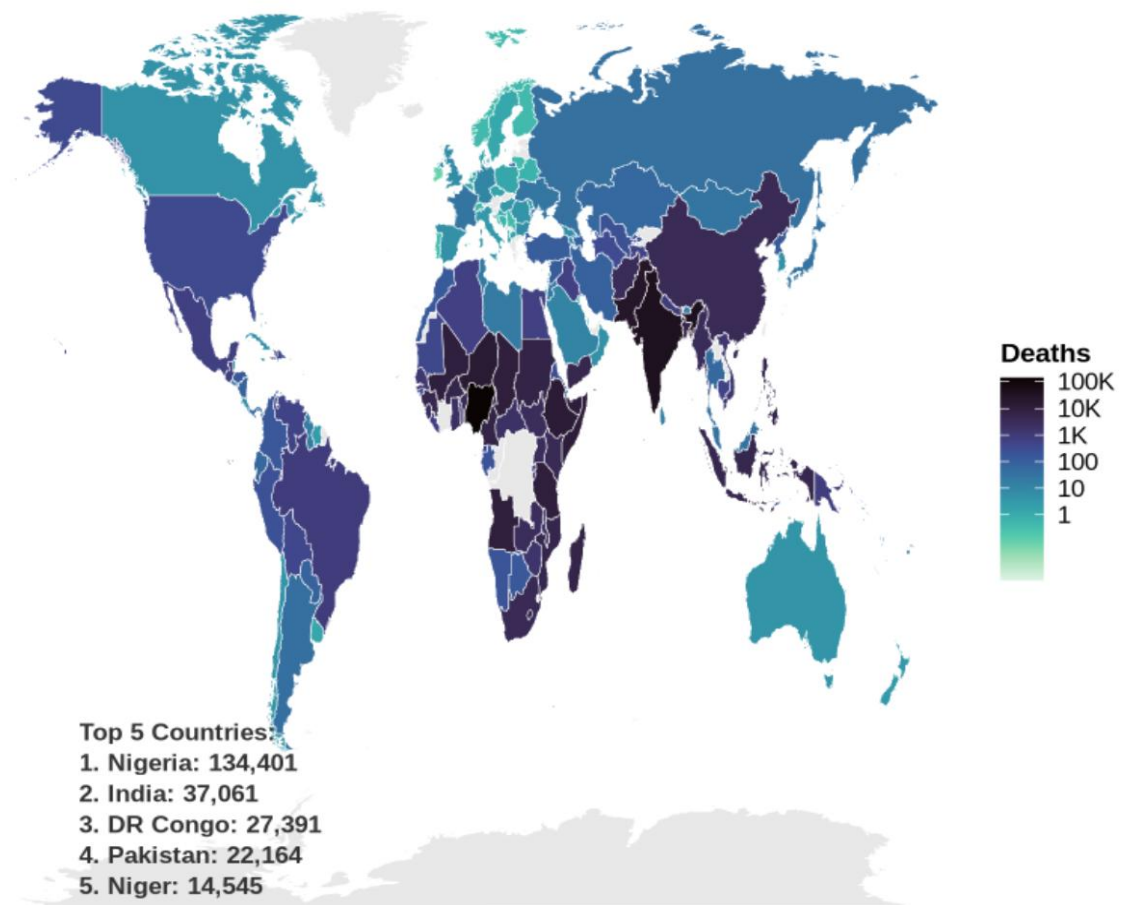 Deaths
100K
10K
1K
100
10
1
Top 5 Countries:
1. Nigeria: 134,401
2. India: 37,061
3. DR Congo: 27,391
4. Pakistan: 22,164
5. Niger: 14,545